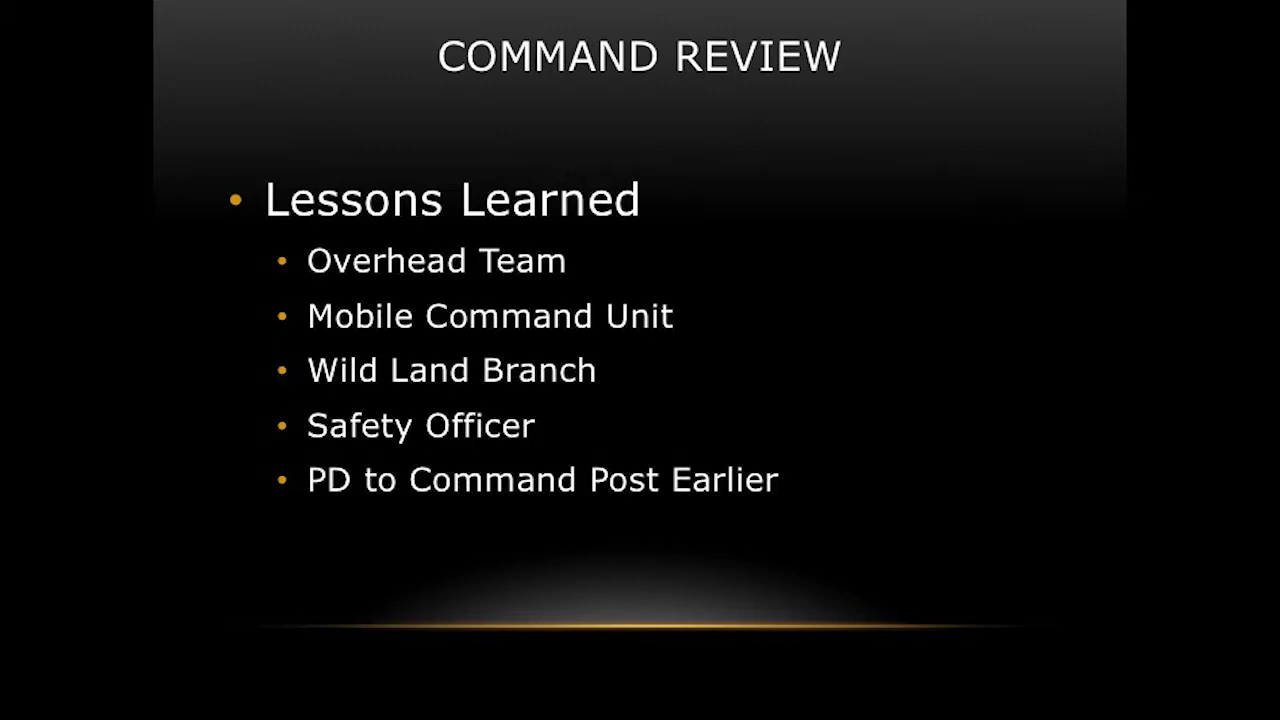 COMMAND REVIEW
• Lessons Learned
• Overhead Team
• Mobile Command Unit
• Wild Land Branch
• Safety Officer
• PD to Command Post Earlier